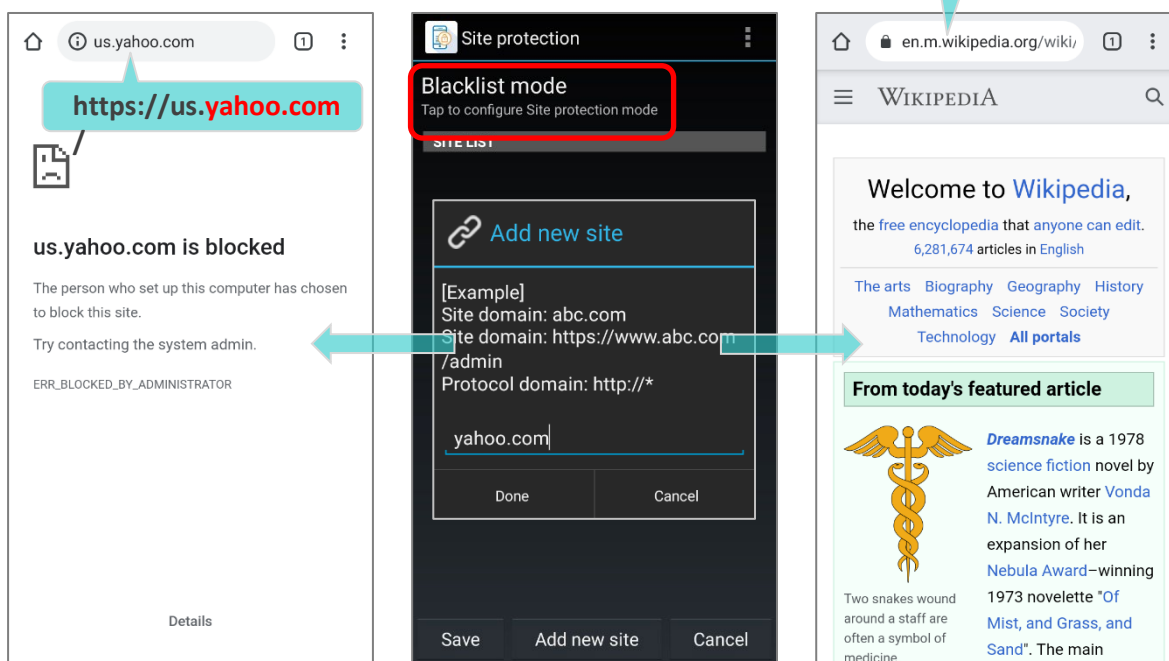 us.yahoo.com
1
https://us.yahoo.com
/
us.yahoo.com is blocked
The person who set up this computer has chosen
to block this site.
Try contacting the system admin.
ERR_BLOCKED_BY_ADMINISTRATOR
Details
Site protection
Blacklist mode
Tap to configure Site protection mode
SITE LIST
Add new site
[Example]
Site domain: abc.com
Site domain: https://www.abc.com
/admin
Protocol domain: http://*
yahoo.com
Done
Cancel
Save
Add new site
Cancel
en.m.wikipedia.org/wiki/
1
WIKIPEDIA
Welcome to Wikipedia,
the free encyclopedia that anyone can edit.
6,281,674 articles in English
The arts Biography Geography History
Mathematics Science Society
Technology All portals
From today's featured article
Dreamsnake is a 1978
science fiction novel by
American writer Vonda
N. McIntyre. It is an
expansion of her
Nebula Award–winning
1973 novelette "Of
Mist, and Grass, and
Sand". The main
Two snakes wound
around a staff are
often a symbol of
medicine